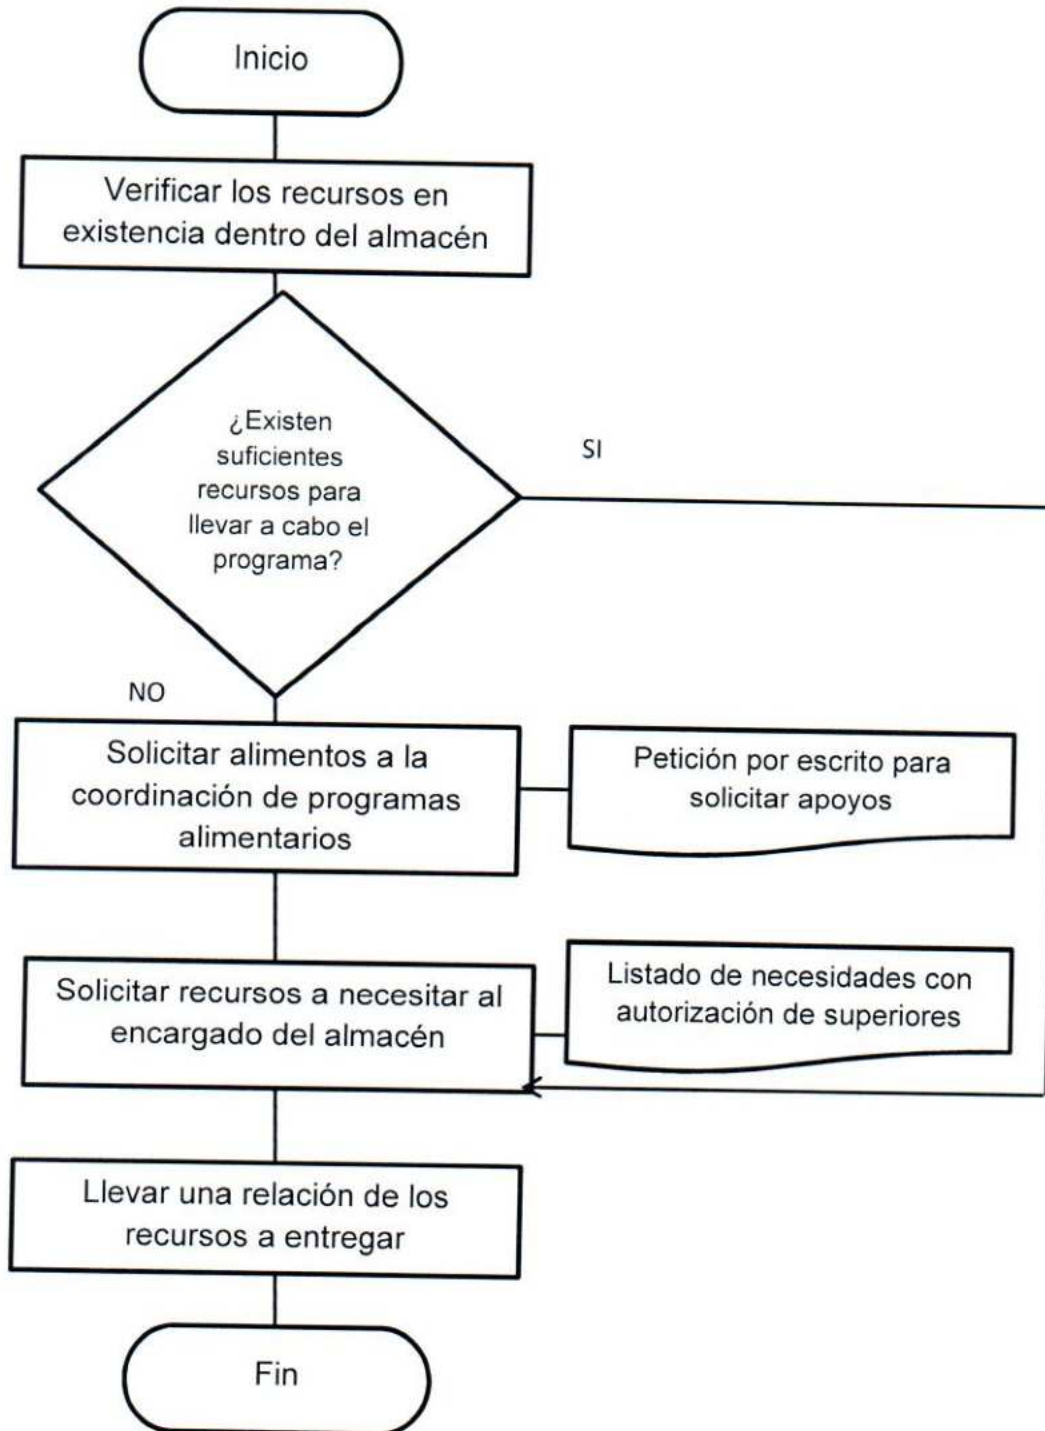 Inicio
Verificar los recursos en
existencia dentro del almacén
¿Existen
suficientes
recursos para
llevar a cabo el
programa?
SI
NO
Solicitar alimentos a la
coordinación de programas
alimentarios
Petición por escrito para
solicitar apoyos
Solicitar recursos a necesitar al
encargado del almacén
Listado de necesidades con
autorización de superiores
Llevar una relación de los
recursos a entregar
Fin